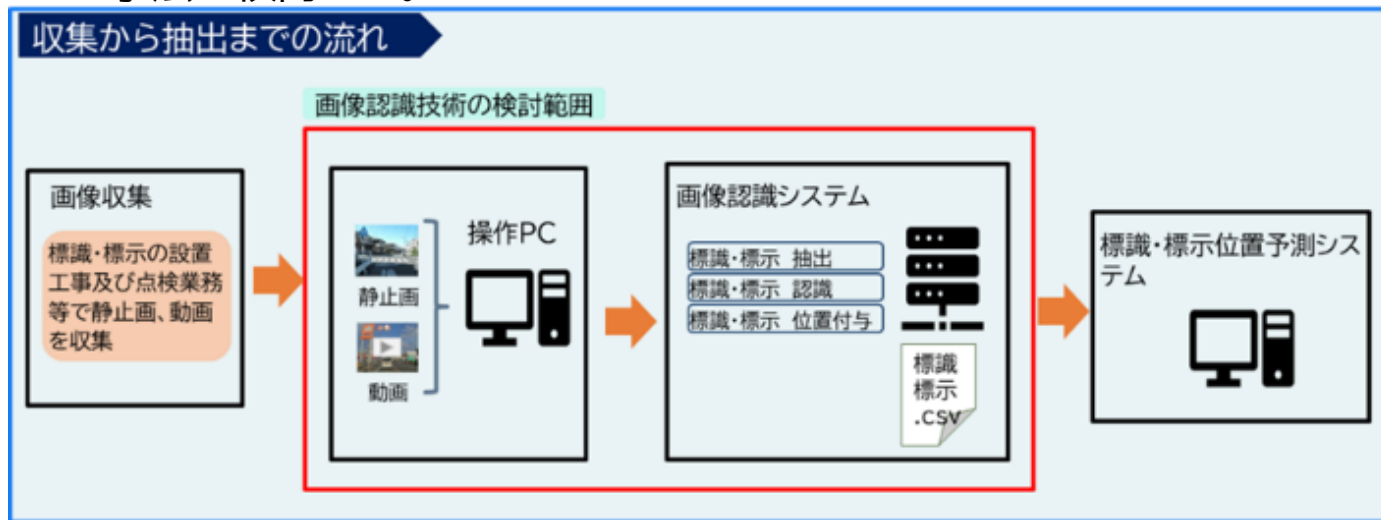 収集から抽出までの流れ
画像認識技術の検討範囲
画像収集
標識・標示の設置
工事及び点検業務
等で静止画、動画
を収集
静止画
動画
操作PC
画像認識システム
標識・標示 抽出
標識・標示 認識
標識・標示 位置付与
標識
標示
.csv
標識・標示位置予測シス
テム